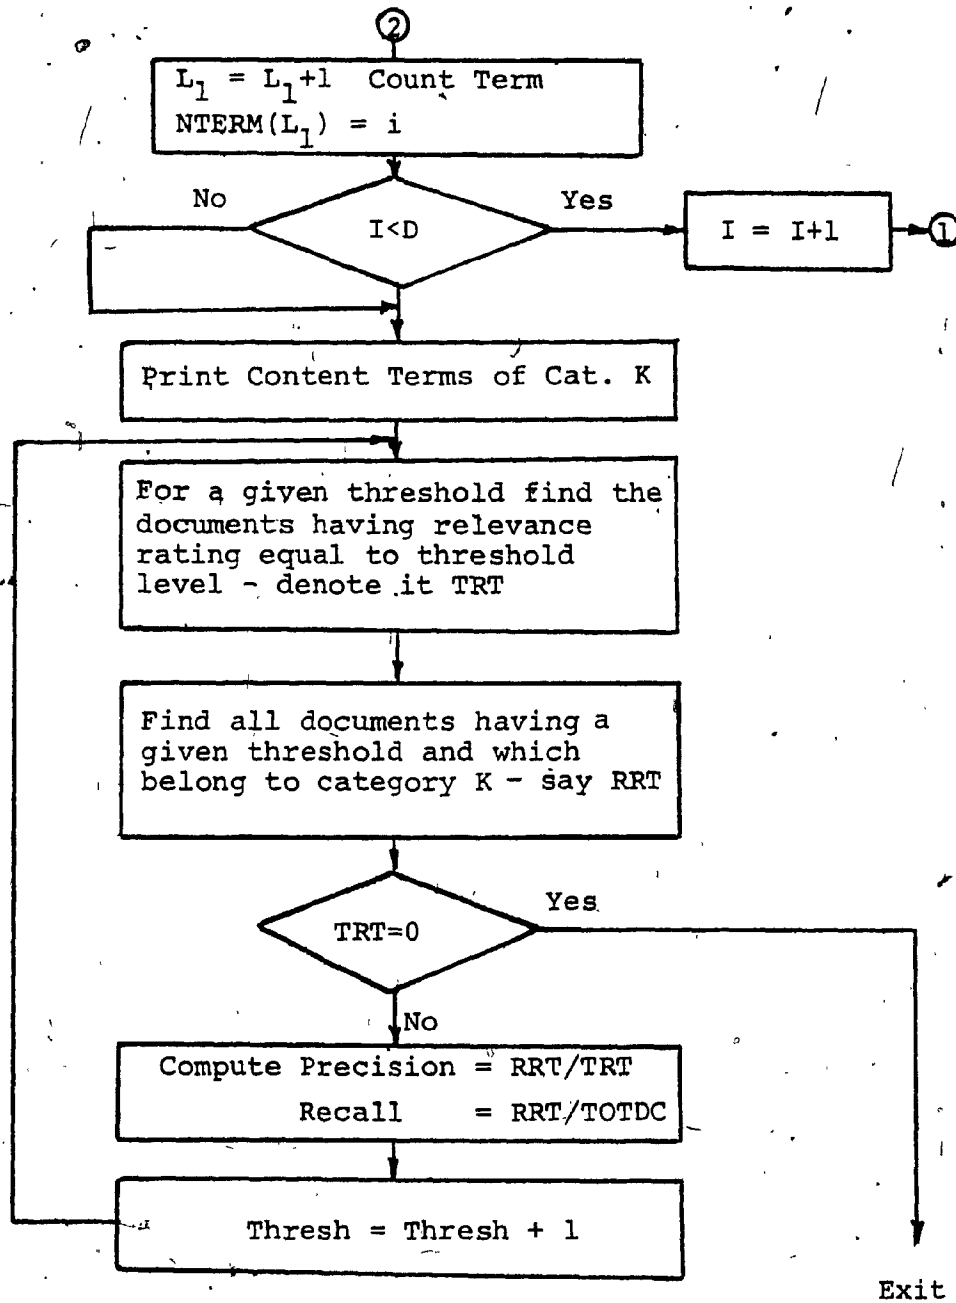 2
L1 = L1+1 Count Term
NTERM(L1) = i
No
Yes
I<D
I = I+1
1
Print Content Terms of Cat. K
For a given threshold find the
documents having relevance
rating equal to threshold
level - denote it TRT
Find all documents having a
given threshold and which
belong to category K - say RRT
Yes
TRT=0
No
Compute Precision = RRT/TRT
Recall = RRT/TOTDC
Thresh = Thresh + 1
Exit